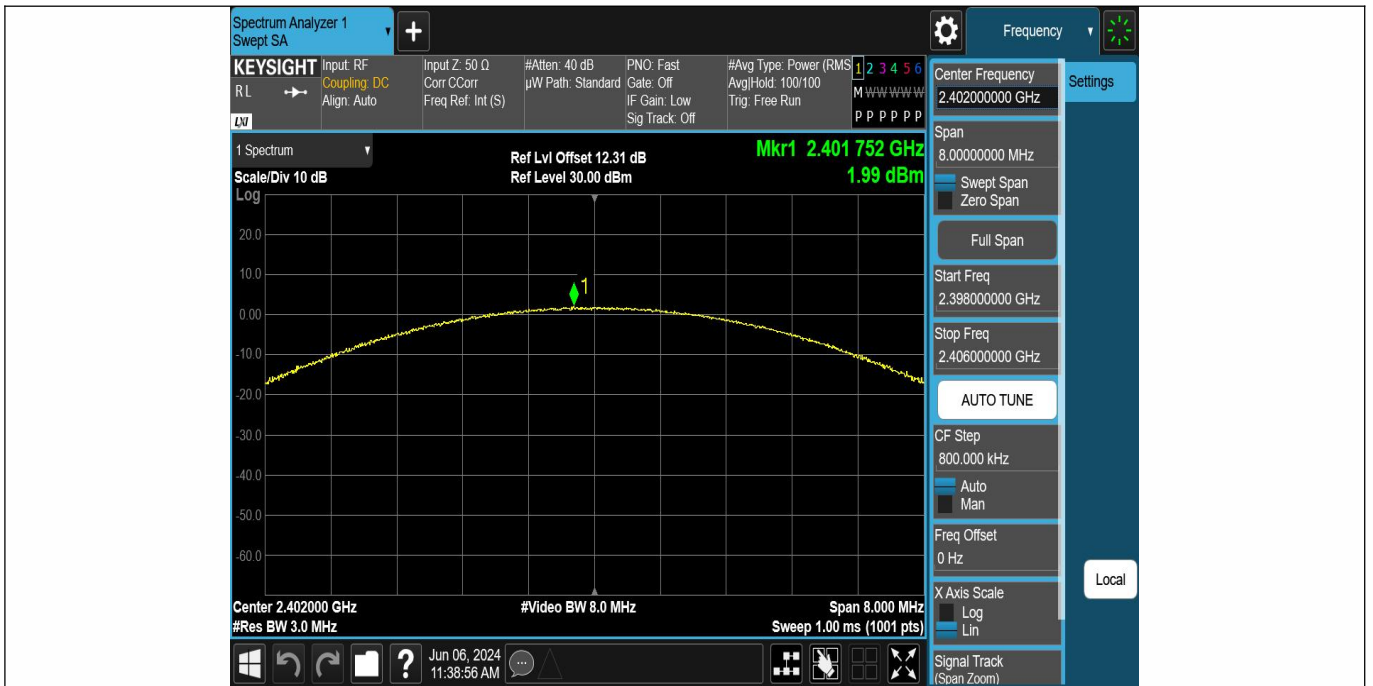 Spectrum Analyzer 1
Swept SA
+
Frequency
KEYSIGHT
RL
LXI
Input: RF
Coupling: DC
Align: Auto
Input Z: 50 Ω
Corr CCorr
Freq Ref: Int (S)
#Atten: 40 dB
µW Path: Standard
PNO: Fast
Gate: Off
IF Gain: Low
Sig Track: Off
#Avg Type: Power (RMS
Avg|Hold: 100/100
Trig: Free Run
1 2 3 4 5 6
M W W W W W
P P P P P P
1 Spectrum
Scale/Div 10 dB
Log
Ref Lvl Offset 12.31 dB
Ref Level 30.00 dBm
Mkr1 2.401 752 GHz
1.99 dBm
20.0
10.0
0.00
-10.0
-20.0
-30.0
-40.0
-50.0
-60.0
1
Center 2.402000 GHz
#Res BW 3.0 MHz
#Video BW 8.0 MHz
Span 8.000 MHz
Sweep 1.00 ms (1001 pts)
Center Frequency
2.402000000 GHz
Settings
Span
8.00000000 MHz
Swept Span
Zero Span
Full Span
Start Freq
2.398000000 GHz
Stop Freq
2.406000000 GHz
AUTO TUNE
CF Step
800.000 kHz
Auto
Man
Freq Offset
0 Hz
X Axis Scale
Log
Lin
Signal Track
(Span Zoom)
Local
?
Jun 06, 2024
11:38:56 AM